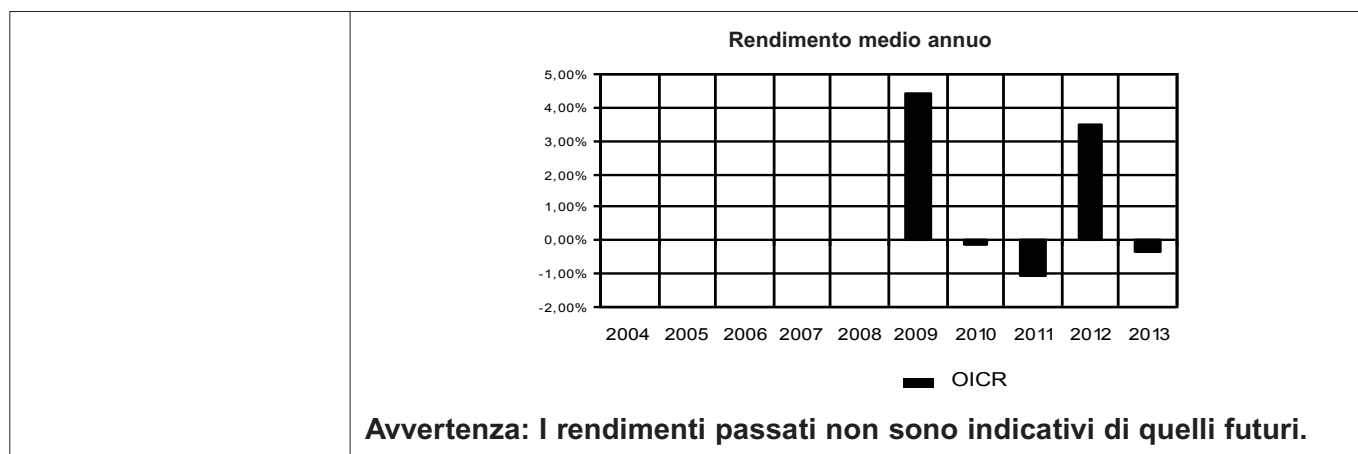 Rendimento medio annuo
5,00%
4,00%
3,00%
2,00%
1,00%
0,00%
-1,00%
-2,00%
2004 2005 2006 2007 2008 2009 2010 2011 2012 2013
OICR
Avvertenza: I rendimenti passati non sono indicativi di quelli futuri.